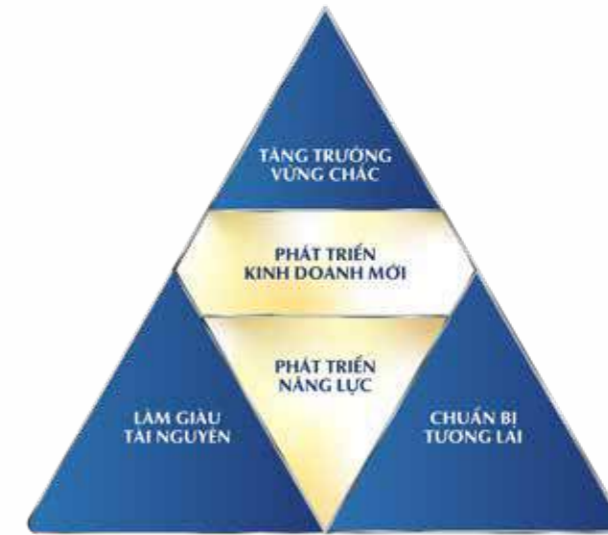 TĂNG TRƯỞNG
VỮNG CHẮC
PHÁT TRIỂN
KINH DOANH MỚI
PHÁT TRIỂN
NĂNG LỰC
LÀM GIÀU
TÀI NGUYÊN
CHUẨN BỊ
TƯƠNG LAI